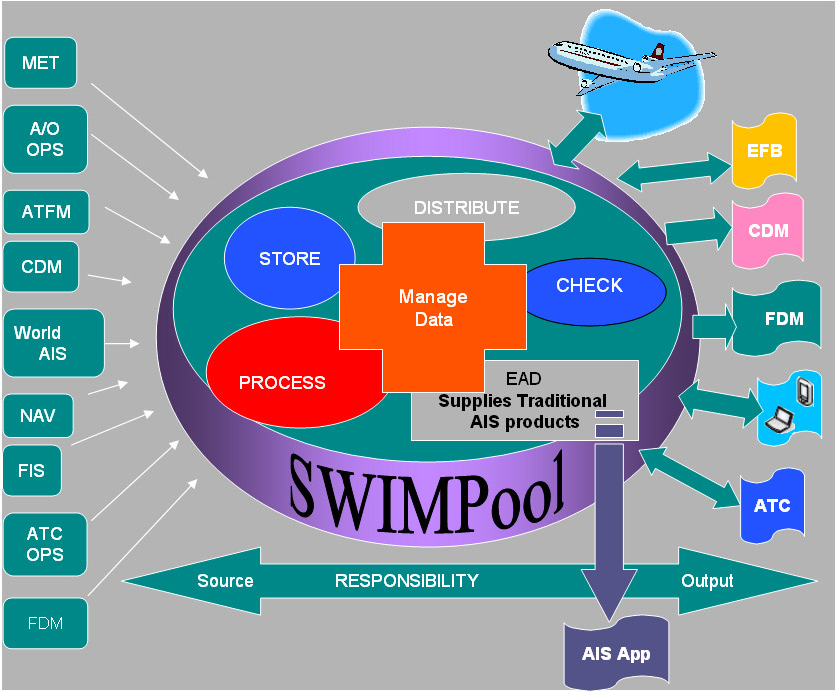 MET
A/O
OPS
ATFM
CDM
World
AIS
NAV
FIS
ATC
OPS
FDM
DISTRIBUTE
STORE
Manage
Data
CHECK
PROCESS
EAD
Supplies Traditional
AIS products
SWIMPool
Source
RESPONSIBILITY
Output
EFB
CDM
FDM
ATC
AIS App